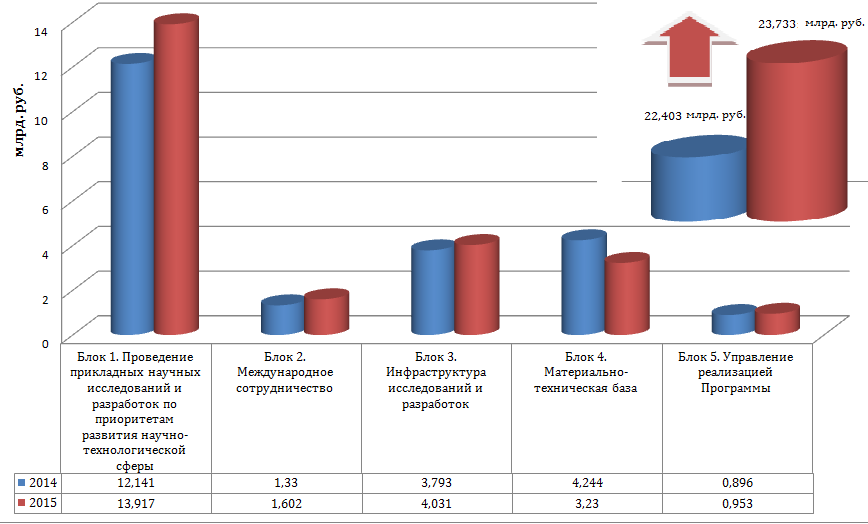 23,733 млрд. руб.
22,403 млрд. руб.
млрд.руб.
14
12
10
8
6
4
2
0
Блок 1. Проведение
прикладных научных
исследований и
разработок по
приоритетам
развития научно-
технологической
сферы
Блок 2.
Международное
сотрудничество
Блок 3.
Инфраструктура
исследований и
разработок
Блок 4.
Материально-
техническая база
Блок 5. Управление
реализацией
Программы
2014 12,141 1,33 3,793 4,244 0,896
2015 13,917 1,602 4,031 3,23 0,953